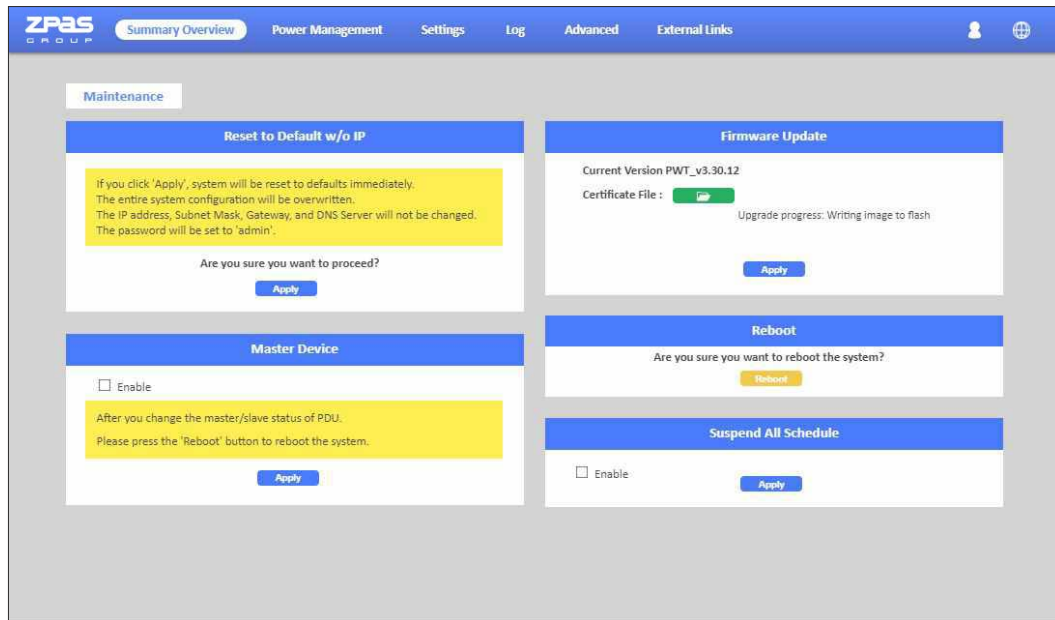 ZPAS
GROUP
Summary Overview
Power Management
Settings
Log
Advanced
External Links
Maintenance
Reset to Default w/o IP
If you click 'Apply', system will be reset to defaults immediately.
The entire system configuration will be overwritten.
The IP address, Subnet Mask, Gateway, and DNS Server will not be changed.
The password will be set to 'admin'.
Are you sure you want to proceed?
Apply
Master Device
Enable
After you change the master/slave status of PDU.
Please press the 'Reboot' button to reboot the system.
Apply
Firmware Update
Current Version PWT_v3.30.12
Certificate File :
Upgrade progress: Writing image to flash
Apply
Reboot
Are you sure you want to reboot the system?
Reboot
Suspend All Schedule
Enable
Apply